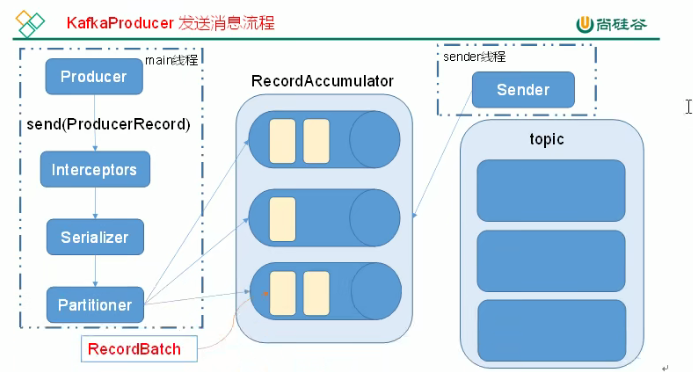 KafkaProducer 发送消息流程
尚硅谷
main线程
Producer
send(ProducerRecord)
Interceptors
Serializer
Partitioner
RecordBatch
RecordAccumulator
sender线程
Sender
topic